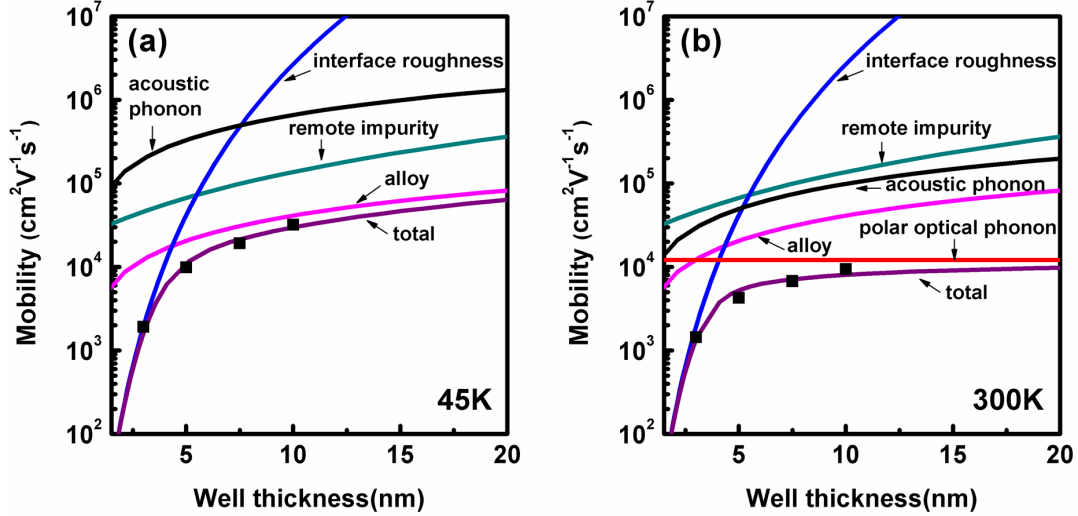 (a)
10^7
10^6
10^5
10^4
10^3
10^2
Mobility (cm^2V^-1s^-1)
interface roughness
acoustic
phonon
remote impurity
alloy
total
45K
5
10
15
20
Well thickness(nm)
(b)
10^7
10^6
10^5
10^4
10^3
10^2
Mobility (cm^2V^-1s^-1)
interface roughness
remote impurity
acoustic phonon
polar optical phonon
alloy
total
300K
5
10
15
20
Well thickness(nm)